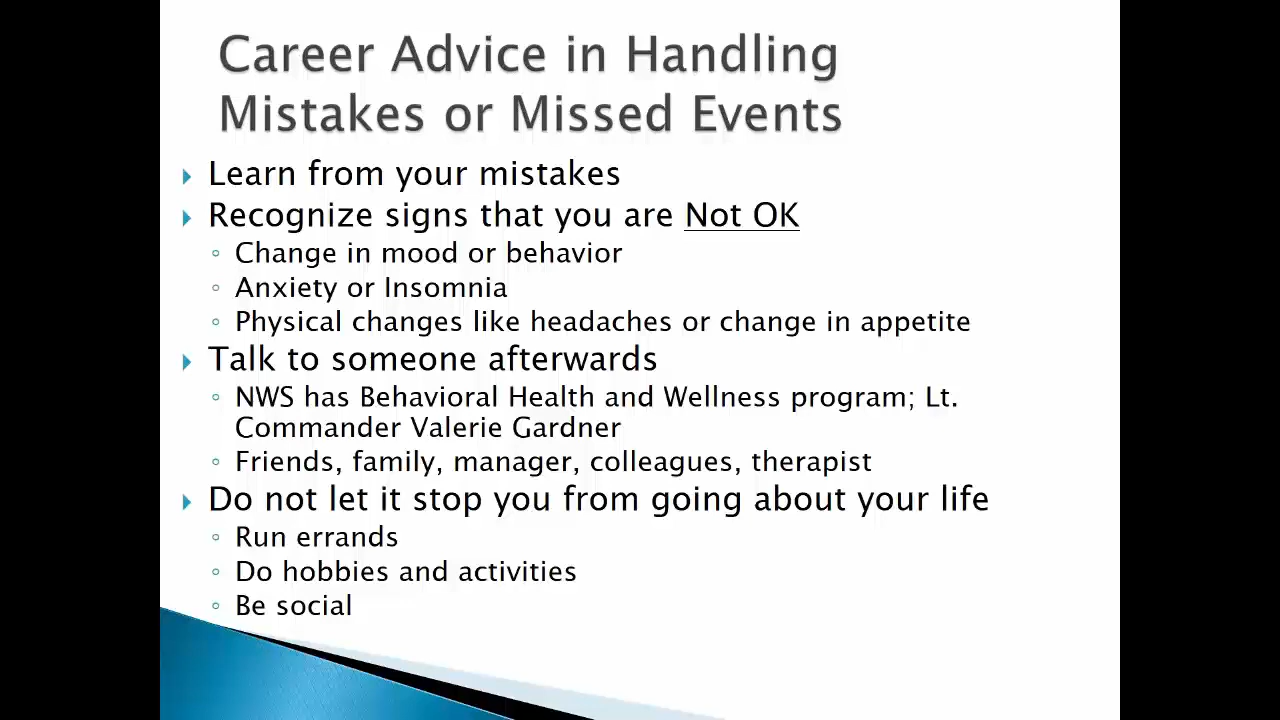 Career Advice in Handling
Mistakes or Missed Events
Learn from your mistakes
Recognize signs that you are Not OK
Change in mood or behavior
Anxiety or Insomnia
Physical changes like headaches or change in appetite
Talk to someone afterwards
NWS has Behavioral Health and Wellness program; Lt.
Commander Valerie Gardner
Friends, family, manager, colleagues, therapist
Do not let it stop you from going about your life
Run errands
Do hobbies and activities
Be social